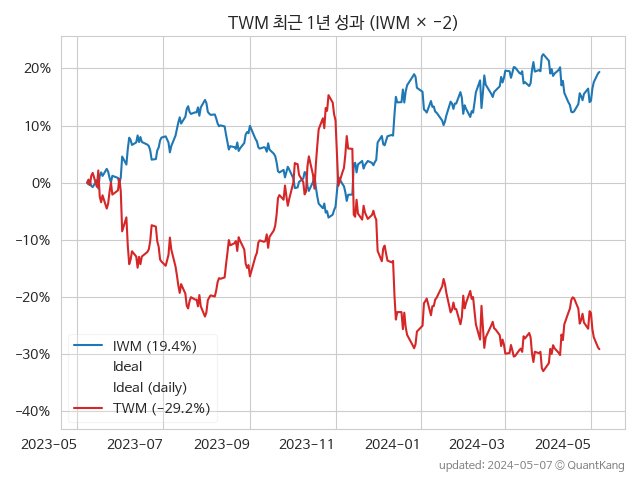 TWM 최근 1년 성과 (IWM × −2)
20%
10%
0%
−10%
−20%
−30%
−40%
IWM (19.4%)
Ideal
Ideal (daily)
TWM (−29.2%)
2023-05
2023-07
2023-09
2023-11
2024-01
2024-03
2024-05
updated: 2024-05-07 © QuantKang